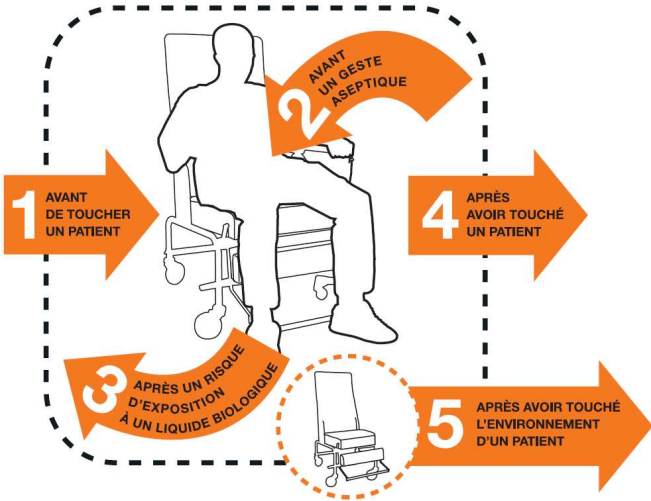 1
AVANT
DE TOUCHER
UN PATIENT
2
AVANT
UN GESTE
ASEPTIQUE
3
APRÈS UN RISQUE
D'EXPOSITION
À UN LIQUIDE BIOLOGIQUE
4
APRÈS
AVOIR TOUCHÉ
UN PATIENT
5
APRÈS AVOIR TOUCHÉ
L'ENVIRONNEMENT
D'UN PATIENT